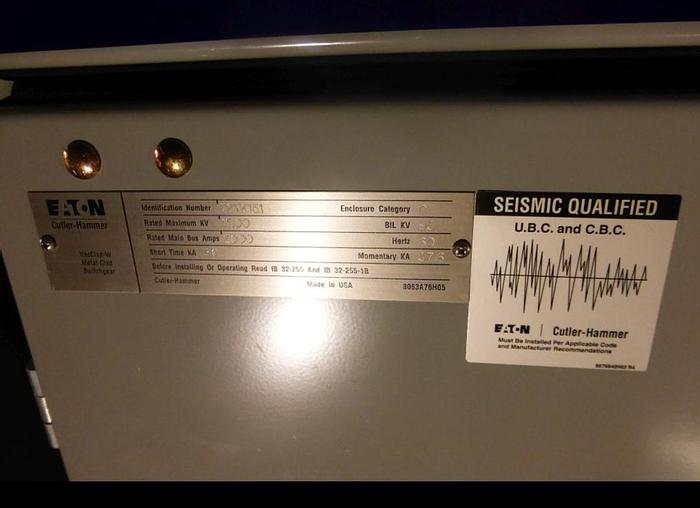 EATON
Cutler-Hammer
VacClad-W
Metal Clad
Switchgear
Identification Number
Enclosure Category
Rated Maximum KV
BIL KV
Rated Main Bus Amps
Hertz 60
Short Time KA
Momentary KA
Before Installing Or Operating Read IB 32-255 And IB 32-255-1B
Cutler-Hammer Made in USA 8063A76H05
SEISMIC QUALIFIED
U.B.C. and C.B.C.
EATON | Cutler-Hammer
Must Be Installed Per Applicable Code
and Manufacturer Recommendations